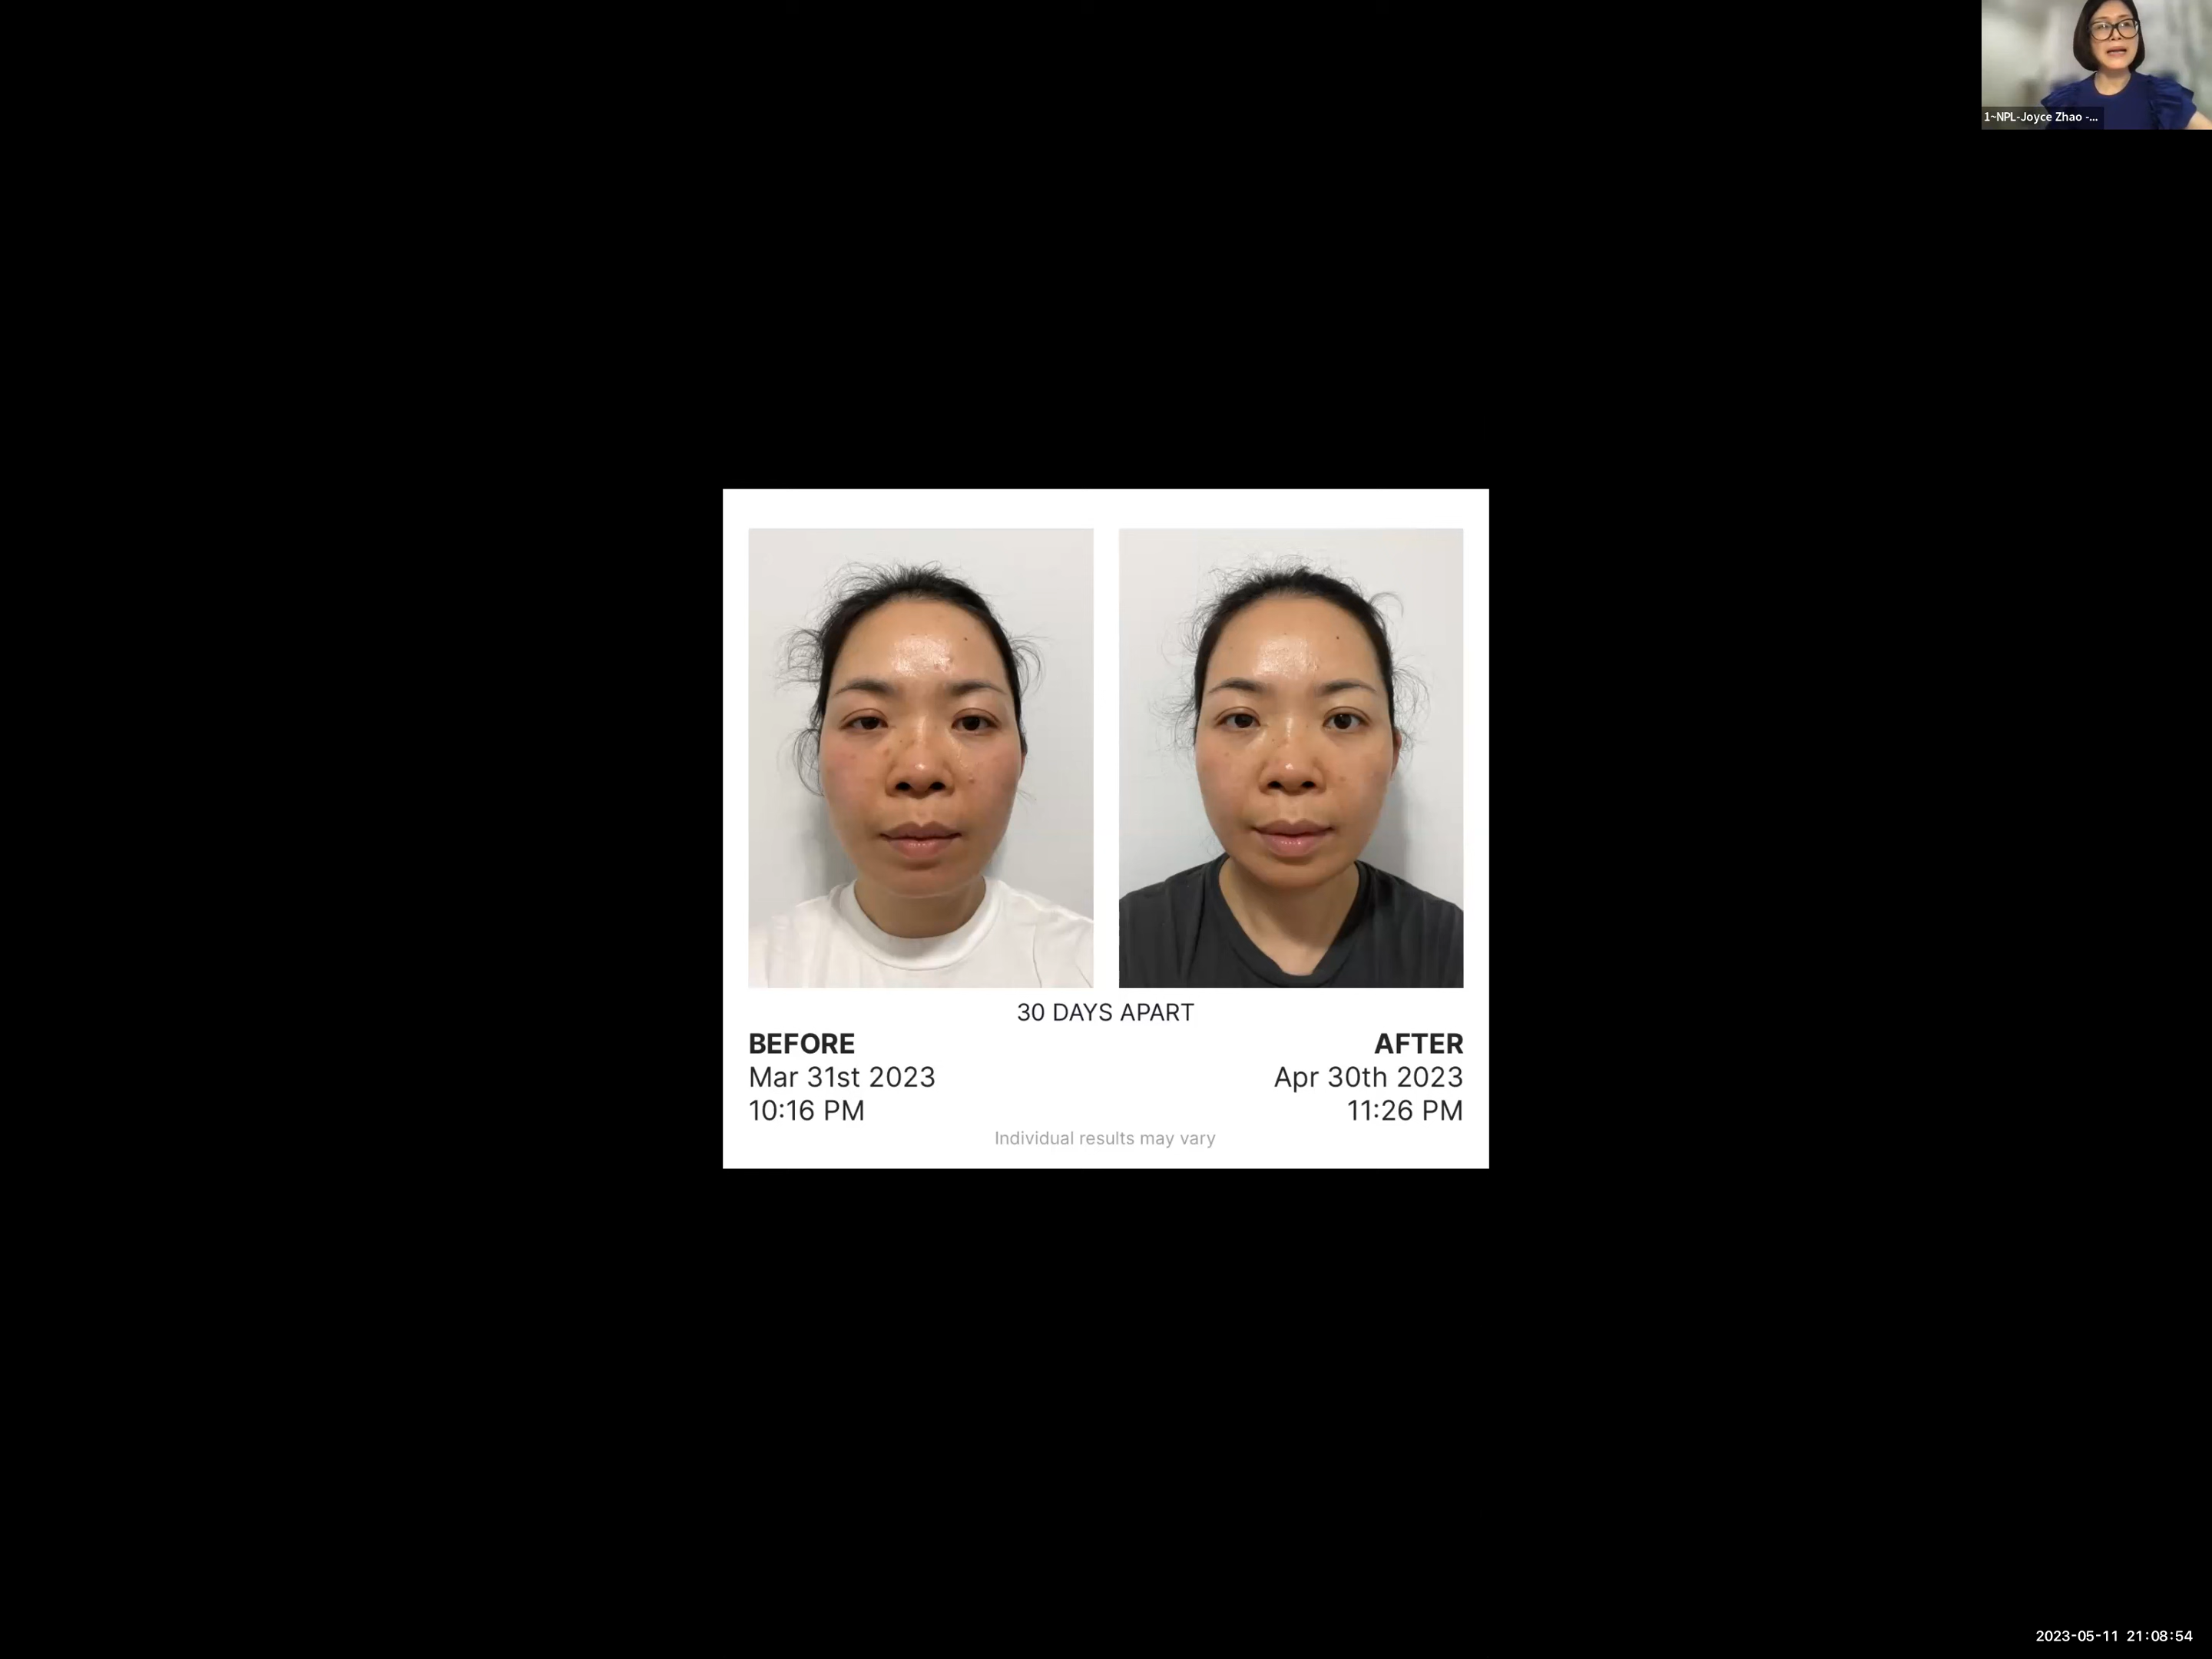 1~NPL-Joyce Zhao -...
30 DAYS APART
BEFORE
AFTER
Mar 31st 2023
Apr 30th 2023
10:16 PM
11:26 PM
Individual results may vary
2023-05-11 21:08:54